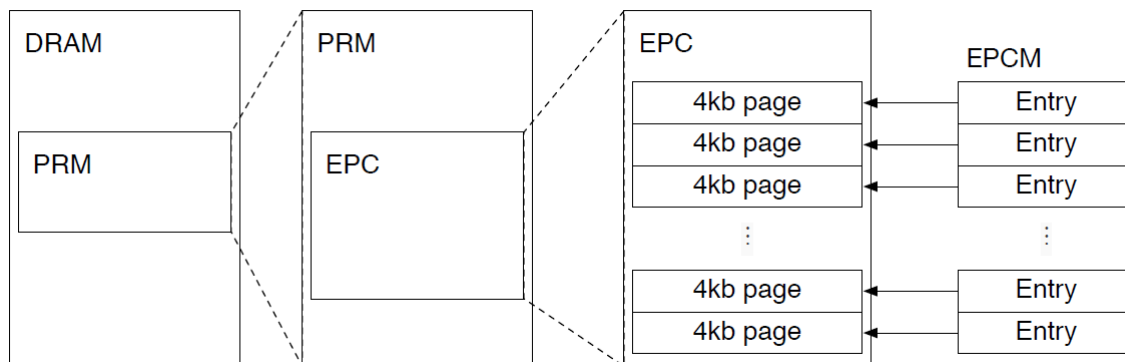 DRAM
PRM
PRM
EPC
EPC
4kb page
4kb page
4kb page
⋮
4kb page
4kb page
EPCM
Entry
Entry
Entry
⋮
Entry
Entry